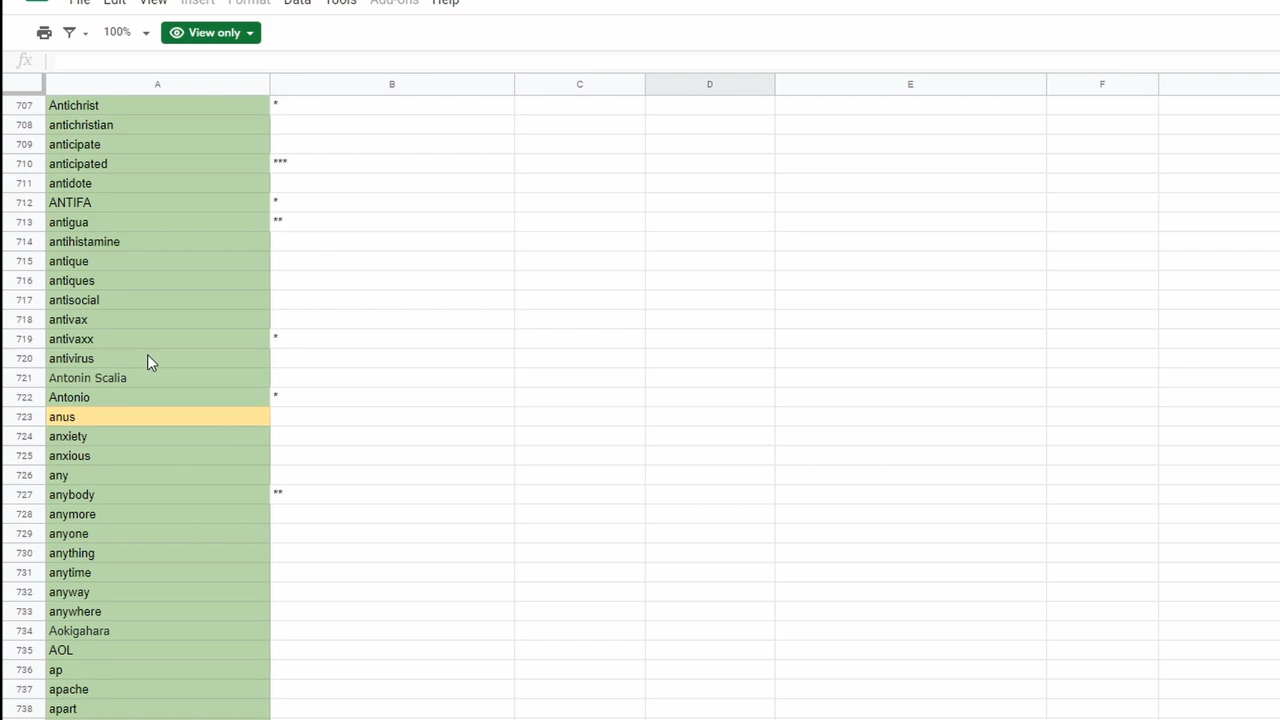 File Edit View Insert Format Data Tools Add-ons Help
100% View only
fx
A B C D E F
707 Antichrist *
708 antichristian
709 anticipate
710 anticipated ***
711 antidote
712 ANTIFA *
713 antigua **
714 antihistamine
715 antique
716 antiques
717 antisocial
718 antivax
719 antivaxx *
720 antivirus
721 Antonin Scalia
722 Antonio *
723 anus
724 anxiety
725 anxious
726 any
727 anybody **
728 anymore
729 anyone
730 anything
731 anytime
732 anyway
733 anywhere
734 Aokigahara
735 AOL
736 ap
737 apache
738 apart